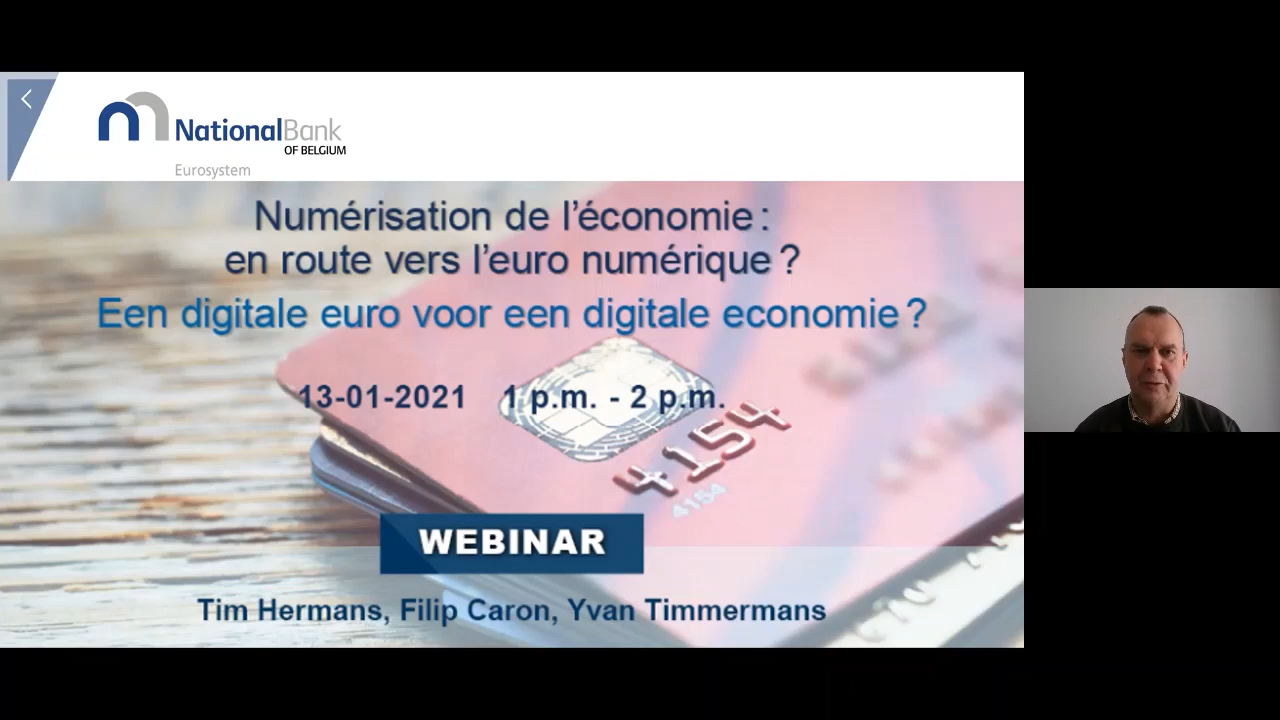 NationalBank
OF BELGIUM
Eurosystem
Numérisation de l'économie :
en route vers l'euro numérique ?
Een digitale euro voor een digitale economie ?
13-01-2021 1 p.m. - 2 p.m.
4154
4154
WEBINAR
Tim Hermans, Filip Caron, Yvan Timmermans